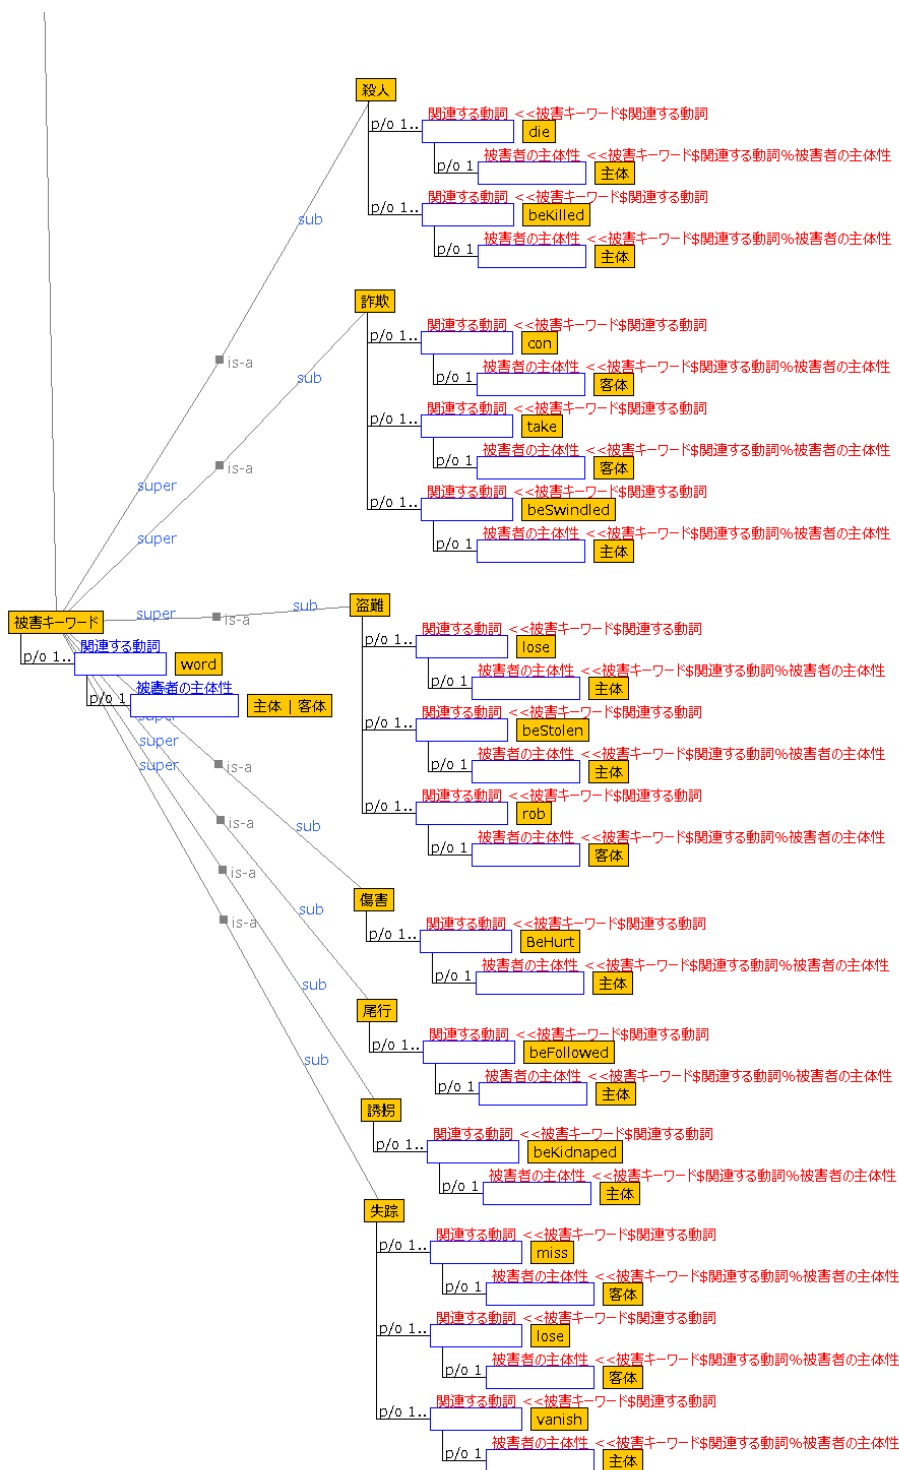 殺人
関連する動詞 <<被害キーワード$関連する動詞
p/o 1.. die
被害者の主体性 <<被害キーワード$関連する動詞%被害者の主体性
p/o 1 主体
関連する動詞 <<被害キーワード$関連する動詞
p/o 1.. beKilled
sub
被害者の主体性 <<被害キーワード$関連する動詞%被害者の主体性
p/o 1 主体
詐欺
関連する動詞 <<被害キーワード$関連する動詞
p/o 1.. con
is-a
被害者の主体性 <<被害キーワード$関連する動詞%被害者の主体性
sub
p/o 1 客体
関連する動詞 <<被害キーワード$関連する動詞
p/o 1.. take
被害者の主体性 <<被害キーワード$関連する動詞%被害者の主体性
is-a
p/o 1 客体
super
関連する動詞 <<被害キーワード$関連する動詞
p/o 1.. beSwindled
super
被害者の主体性 <<被害キーワード$関連する動詞%被害者の主体性
p/o 1 主体
盗難
super
is-a
sub
被害キーワード
関連する動詞 <<被害キーワード$関連する動詞
p/o 1.. lose
関連する動詞
p/o 1.. word
被害者の主体性 <<被害キーワード$関連する動詞%被害者の主体性
p/o 1 主体
被害者の主体性
p/o 1 主体 | 客体
関連する動詞 <<被害キーワード$関連する動詞
super
p/o 1.. beStolen
super
被害者の主体性 <<被害キーワード$関連する動詞%被害者の主体性
super
is-a
p/o 1 主体
関連する動詞 <<被害キーワード$関連する動詞
p/o 1.. rob
is-a
sub
被害者の主体性 <<被害キーワード$関連する動詞%被害者の主体性
p/o 1 客体
is-a
傷害
sub
is-a
関連する動詞 <<被害キーワード$関連する動詞
p/o 1.. BeHurt
被害者の主体性 <<被害キーワード$関連する動詞%被害者の主体性
p/o 1 主体
sub
尾行
関連する動詞 <<被害キーワード$関連する動詞
p/o 1.. beFollowed
sub
被害者の主体性 <<被害キーワード$関連する動詞%被害者の主体性
p/o 1 主体
誘拐
関連する動詞 <<被害キーワード$関連する動詞
p/o 1.. beKidnaped
被害者の主体性 <<被害キーワード$関連する動詞%被害者の主体性
p/o 1 主体
失踪
関連する動詞 <<被害キーワード$関連する動詞
p/o 1.. miss
被害者の主体性 <<被害キーワード$関連する動詞%被害者の主体性
p/o 1 客体
関連する動詞 <<被害キーワード$関連する動詞
p/o 1.. lose
被害者の主体性 <<被害キーワード$関連する動詞%被害者の主体性
p/o 1 客体
関連する動詞 <<被害キーワード$関連する動詞
p/o 1.. vanish
被害者の主体性 <<被害キーワード$関連する動詞%被害者の主体性
p/o 1 主体